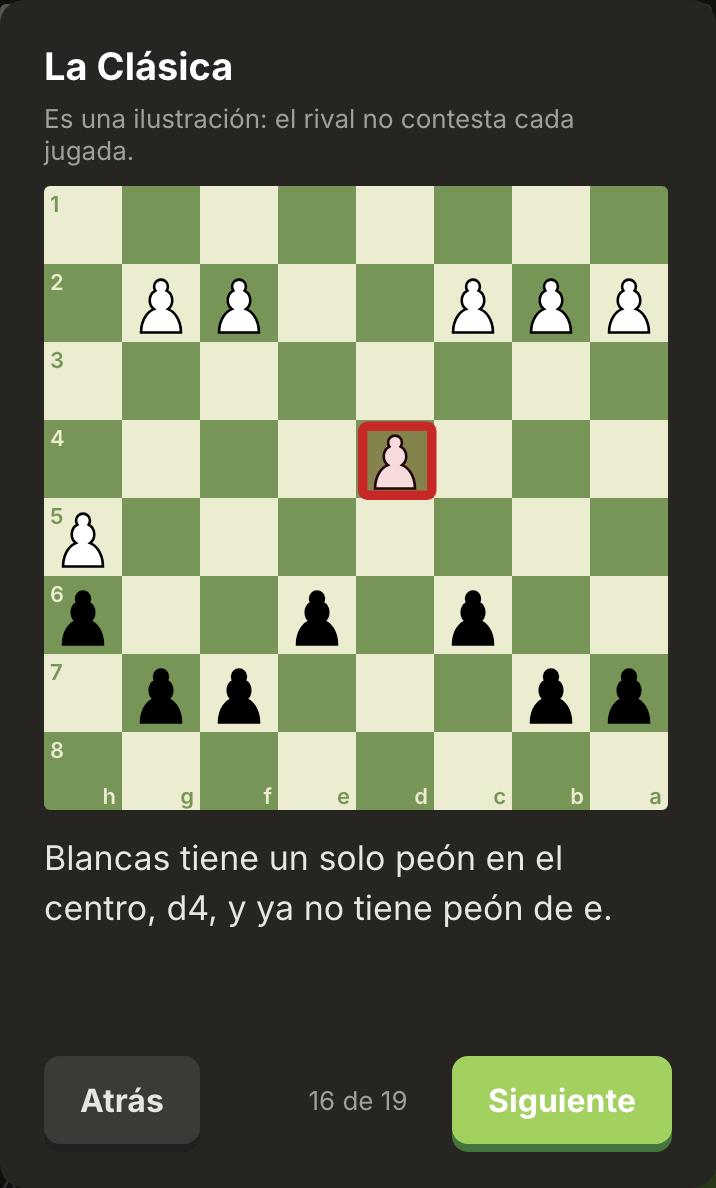 La Clásica
Es una ilustración: el rival no contesta cada
jugada.
1
2
3
4
5
6
7
8
h g f e d c b a
Blancas tiene un solo peón en el
centro, d4, y ya no tiene peón de e.
Atrás 16 de 19 Siguiente